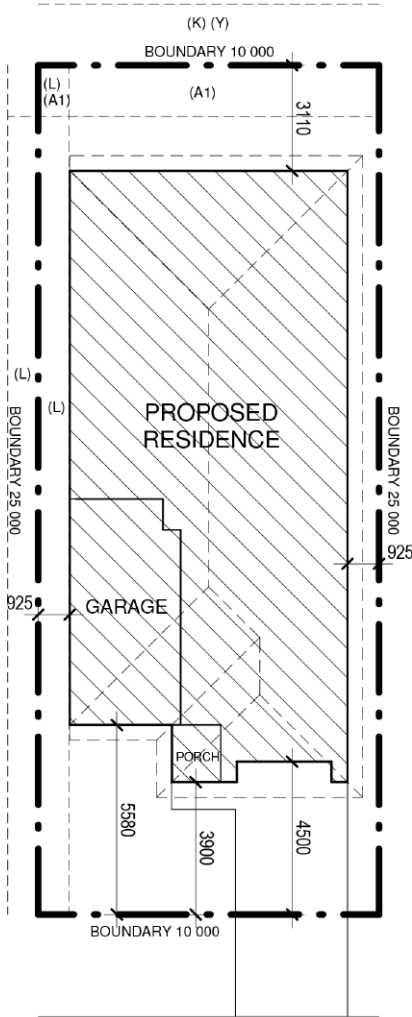 (K) (Y)
BOUNDARY 10 000
(L)
(A1)
(A1)
3110
(L)
(L)
PROPOSED
RESIDENCE
BOUNDARY 25 000
BOUNDARY 25 000
925
925
GARAGE
PORCH
5580
3900
4500
BOUNDARY 10 000